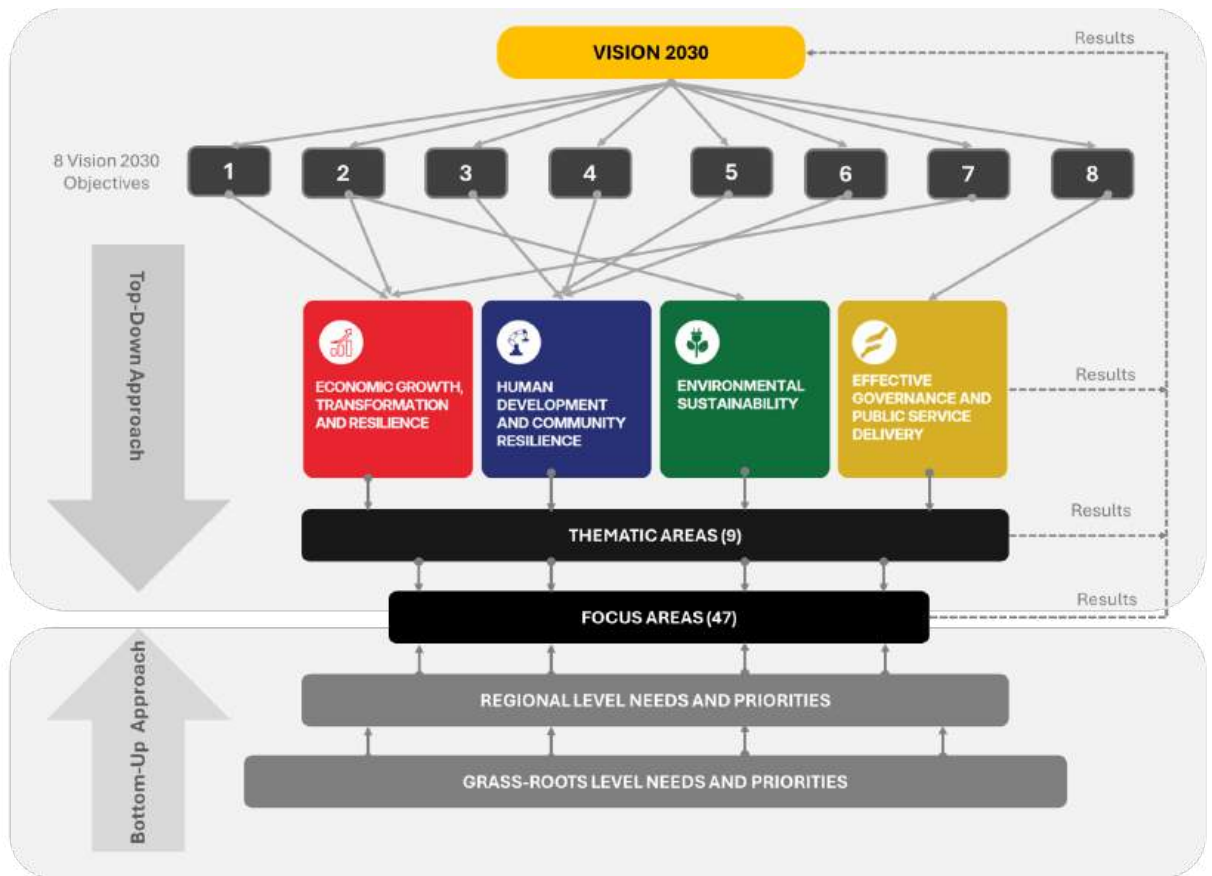 VISION 2030
Results
8 Vision 2030
Objectives
1
2
3
4
5
6
7
8
Top-Down Approach
ECONOMIC GROWTH,
TRANSFORMATION
AND RESILIENCE
HUMAN
DEVELOPMENT
AND COMMUNITY
RESILIENCE
ENVIRONMENTAL
SUSTAINABILITY
EFFECTIVE
GOVERNANCE AND
PUBLIC SERVICE
DELIVERY
Results
THEMATIC AREAS (9)
Results
FOCUS AREAS (47)
Results
Bottom-Up Approach
REGIONAL LEVEL NEEDS AND PRIORITIES
GRASS-ROOTS LEVEL NEEDS AND PRIORITIES